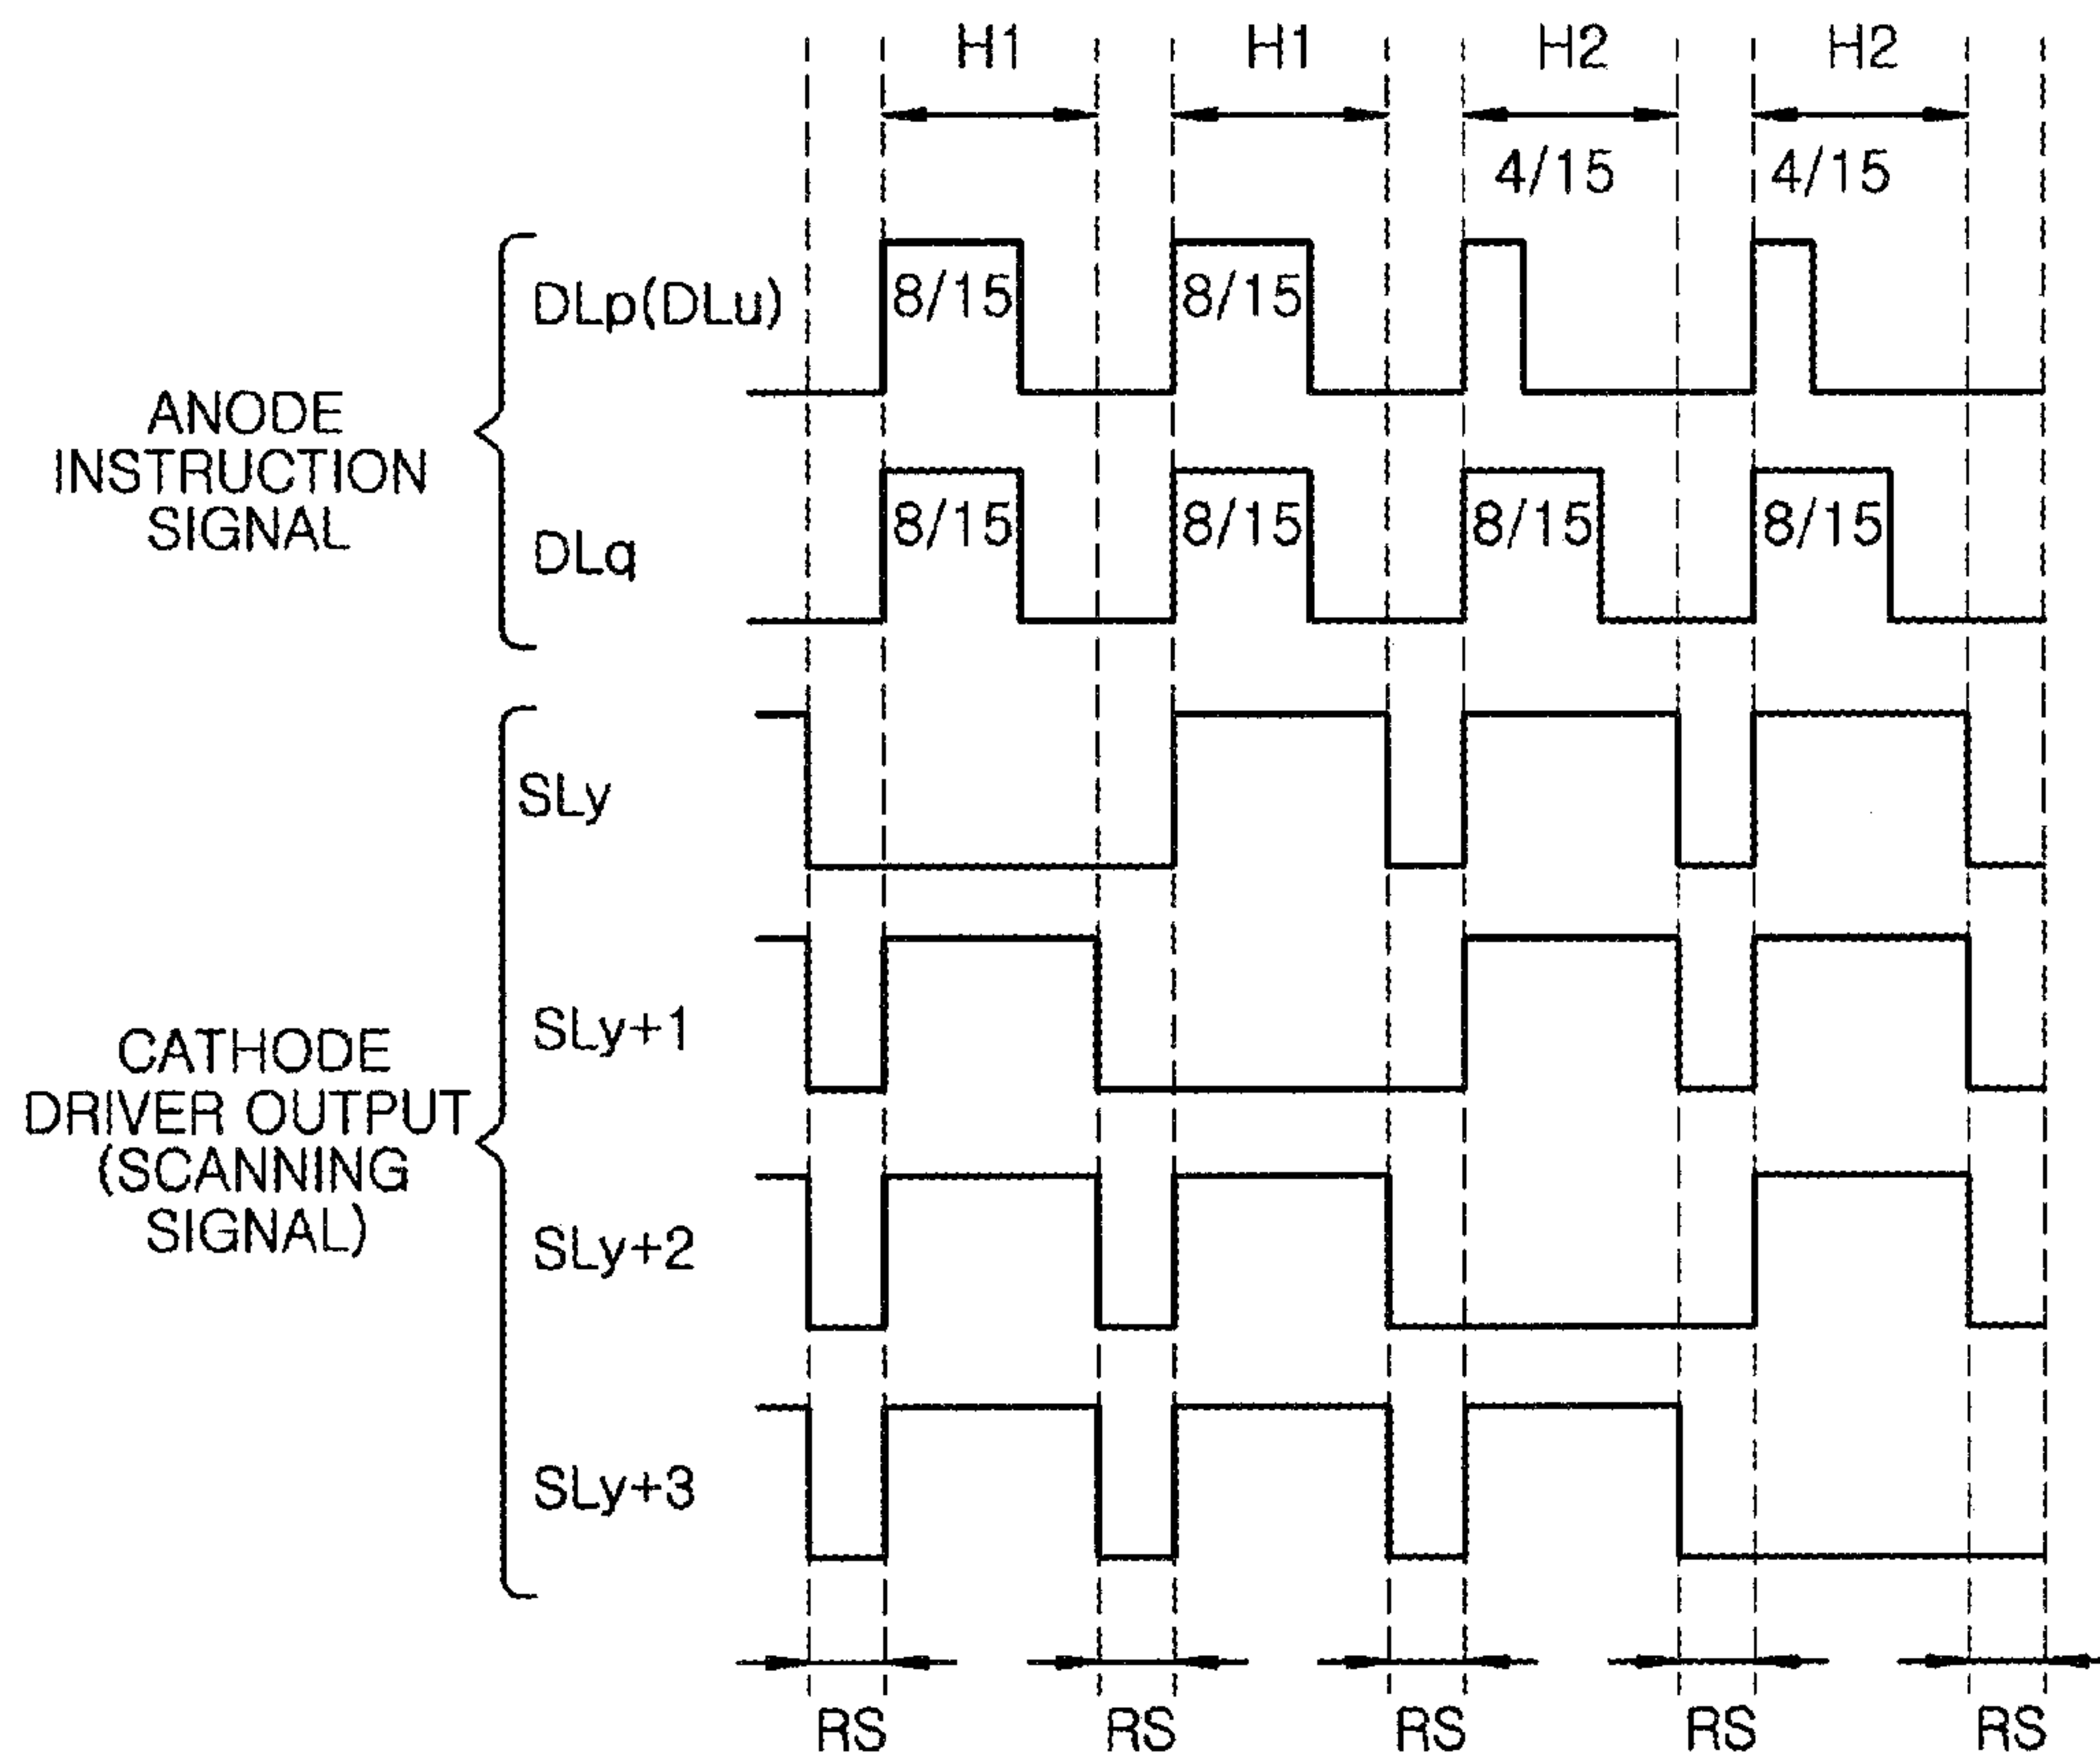 H1 H1 H2 H2
4/15 4/15
DLp(DLu) 8/15 8/15
ANODE
INSTRUCTION
SIGNAL
DLq 8/15 8/15 8/15 8/15
SLy
SLy+1
CATHODE
DRIVER OUTPUT
(SCANNING
SIGNAL)
SLy+2
SLy+3
RS RS RS RS RS